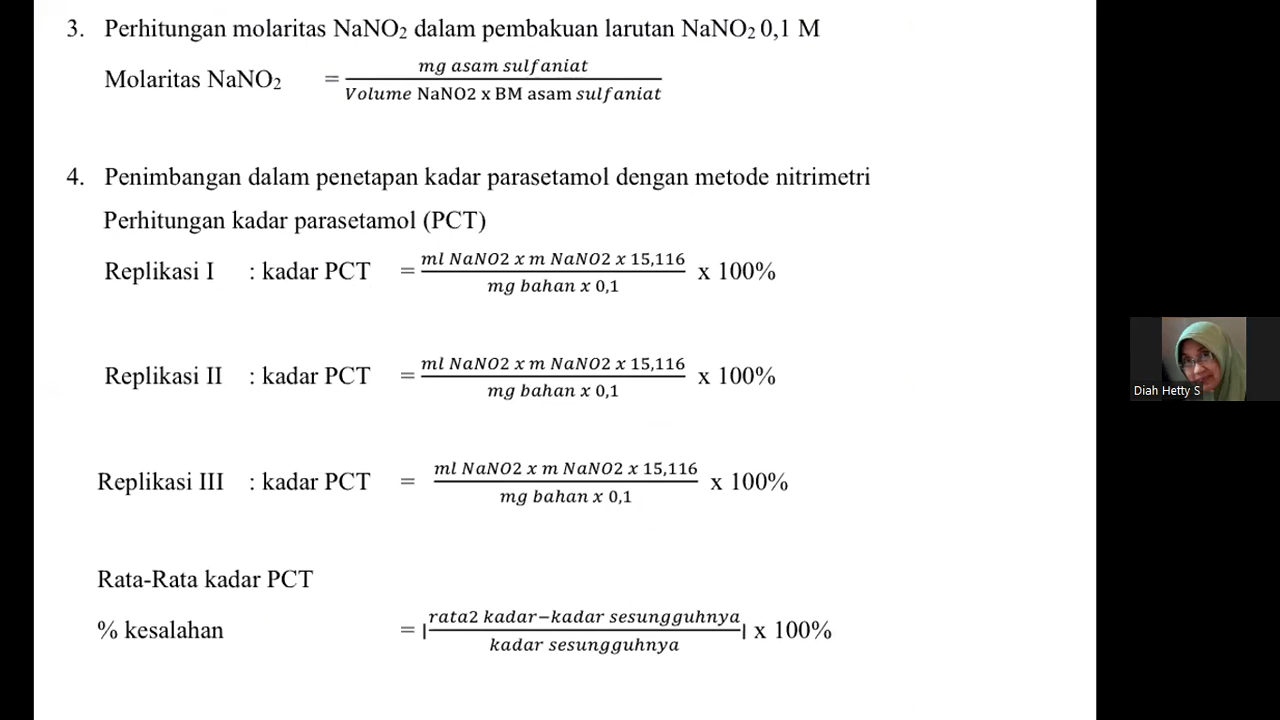 3. Perhitungan molaritas NaNO₂ dalam pembakuan larutan NaNO₂ 0,1 M
Molaritas NaNO₂ = mg asam sulfaniat / Volume NaNO2 x BM asam sulfaniat
4. Penimbangan dalam penetapan kadar parasetamol dengan metode nitrimetri
Perhitungan kadar parasetamol (PCT)
Replikasi I : kadar PCT = ml NaNO2 x m NaNO2 x 15,116 / mg bahan x 0,1 x 100%
Replikasi II : kadar PCT = ml NaNO2 x m NaNO2 x 15,116 / mg bahan x 0,1 x 100%
Replikasi III : kadar PCT = ml NaNO2 x m NaNO2 x 15,116 / mg bahan x 0,1 x 100%
Rata-Rata kadar PCT
% kesalahan = |rata2 kadar−kadar sesungguhnya / kadar sesungguhnya| x 100%
Diah Hetty S